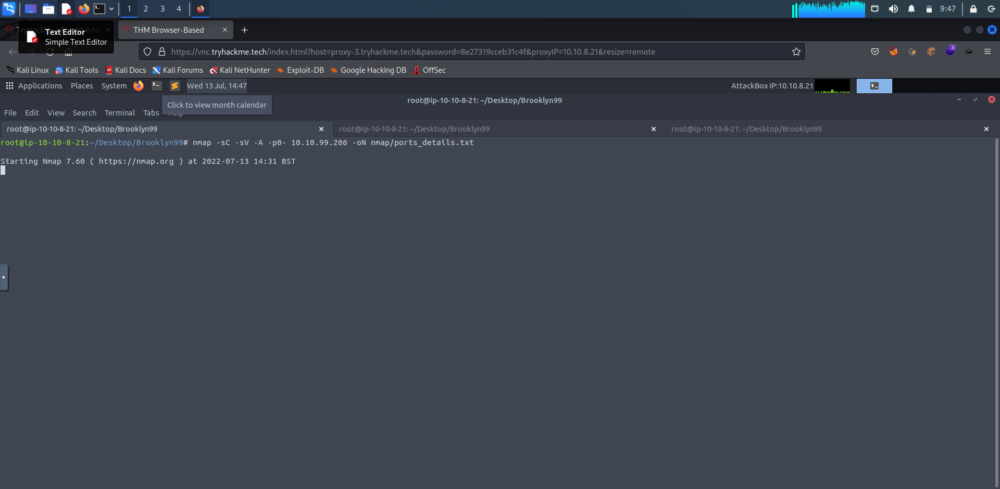 1 2 3 4 9:47
THM Browser-Based
Text Editor
Simple Text Editor
https://vnc.tryhackme.tech/index.html?host=proxy-3.tryhackme.tech&password=8e27319cceb31c4f&proxyIP=10.10.8.21&resize=remote
3
Kali Linux Kali Tools Kali Docs Kali Forums Kali NetHunter Exploit-DB Google Hacking DB OffSec
Applications Places System Wed 13 Jul, 14:47 AttackBox IP:10.10.8.21
root@ip-10-10-8-21: ~/Desktop/Brooklyn99
Click to view month calendar
File Edit View Search Terminal Tabs Help
root@ip-10-10-8-21: ~/Desktop/Brooklyn99 root@ip-10-10-8-21: ~/Desktop/Brooklyn99 root@ip-10-10-8-21: ~/Desktop/Brooklyn99
root@ip-10-10-8-21:~/Desktop/Brooklyn99# nmap -sC -sV -A -p0- 10.10.99.206 -oN nmap/ports_details.txt
Starting Nmap 7.60 ( https://nmap.org ) at 2022-07-13 14:31 BST